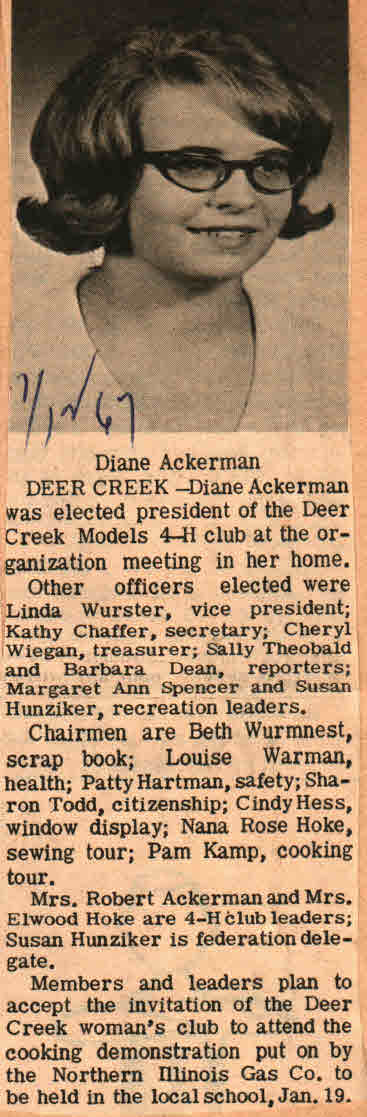 1/12/67
Diane Ackerman
DEER CREEK —Diane Ackerman
was elected president of the Deer
Creek Models 4—H club at the or-
ganization meeting in her home.
Other officers elected were
Linda Wurster, vice president;
Kathy Chaffer, secretary; Cheryl
Wiegan, treasurer; Sally Theobald
and Barbara Dean, reporters;
Margaret Ann Spencer and Susan
Hunziker, recreation leaders.
Chairmen are Beth Wurmnest,
scrap book; Louise Warman,
health; Patty Hartman, safety; Sha-
ron Todd, citizenship; Cindy Hess,
window display; Nana Rose Hoke,
sewing tour; Pam Kamp, cooking
tour.
Mrs. Robert Ackerman and Mrs.
Elwood Hoke are 4-H club leaders;
Susan Hunziker is federation dele-
gate.
Members and leaders plan to
accept the invitation of the Deer
Creek woman's club to attend the
cooking demonstration put on by
the Northern Illinois Gas Co. to
be held in the local school, Jan. 19.